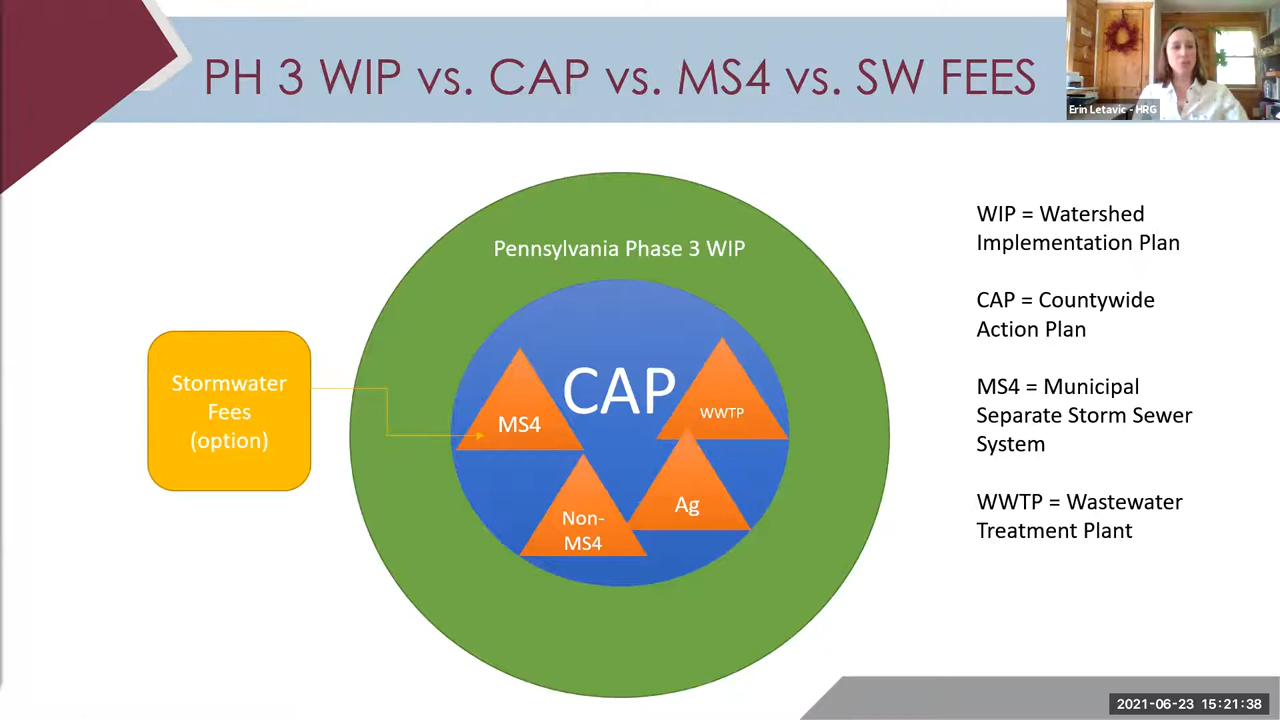 PH 3 WIP vs. CAP vs. MS4 vs. SW FEES
Erin Letavic - HRG
Pennsylvania Phase 3 WIP
CAP
MS4
WWTP
Non-
MS4
Ag
Stormwater
Fees
(option)
WIP = Watershed
Implementation Plan
CAP = Countywide
Action Plan
MS4 = Municipal
Separate Storm Sewer
System
WWTP = Wastewater
Treatment Plant
2021-06-23 15:21:38